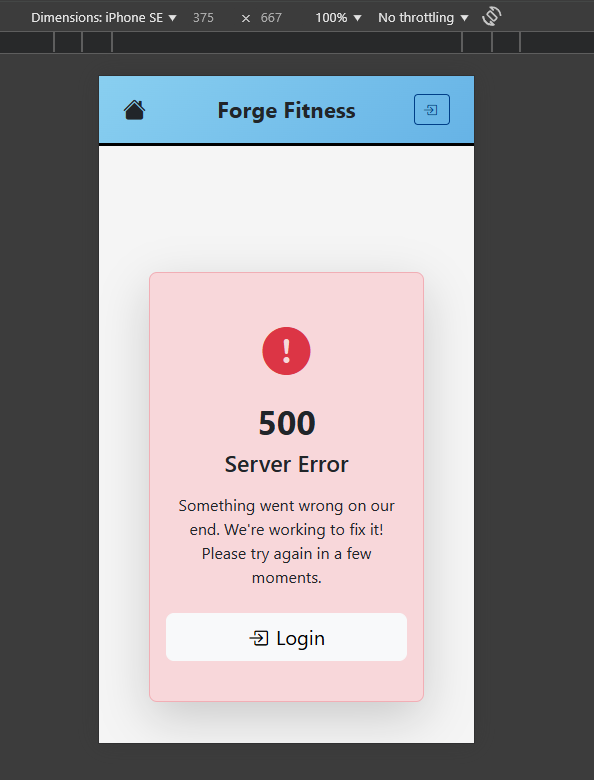 Dimensions: iPhone SE ▼ 375 × 667 100% ▼ No throttling ▼
Forge Fitness
!
500
Server Error
Something went wrong on our
end. We're working to fix it!
Please try again in a few
moments.
Login